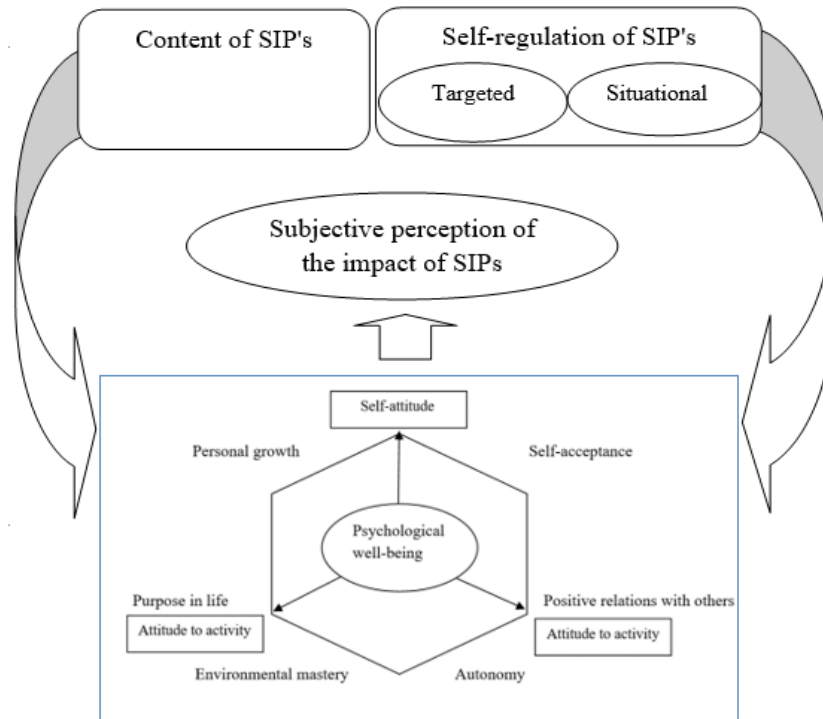 Content of SIP's
Self-regulation of SIP's
Targeted
Situational
Subjective perception of
the impact of SIPs
Self-attitude
Personal growth
Self-acceptance
Psychological
well-being
Purpose in life
Positive relations with others
Attitude to activity
Attitude to activity
Environmental mastery
Autonomy